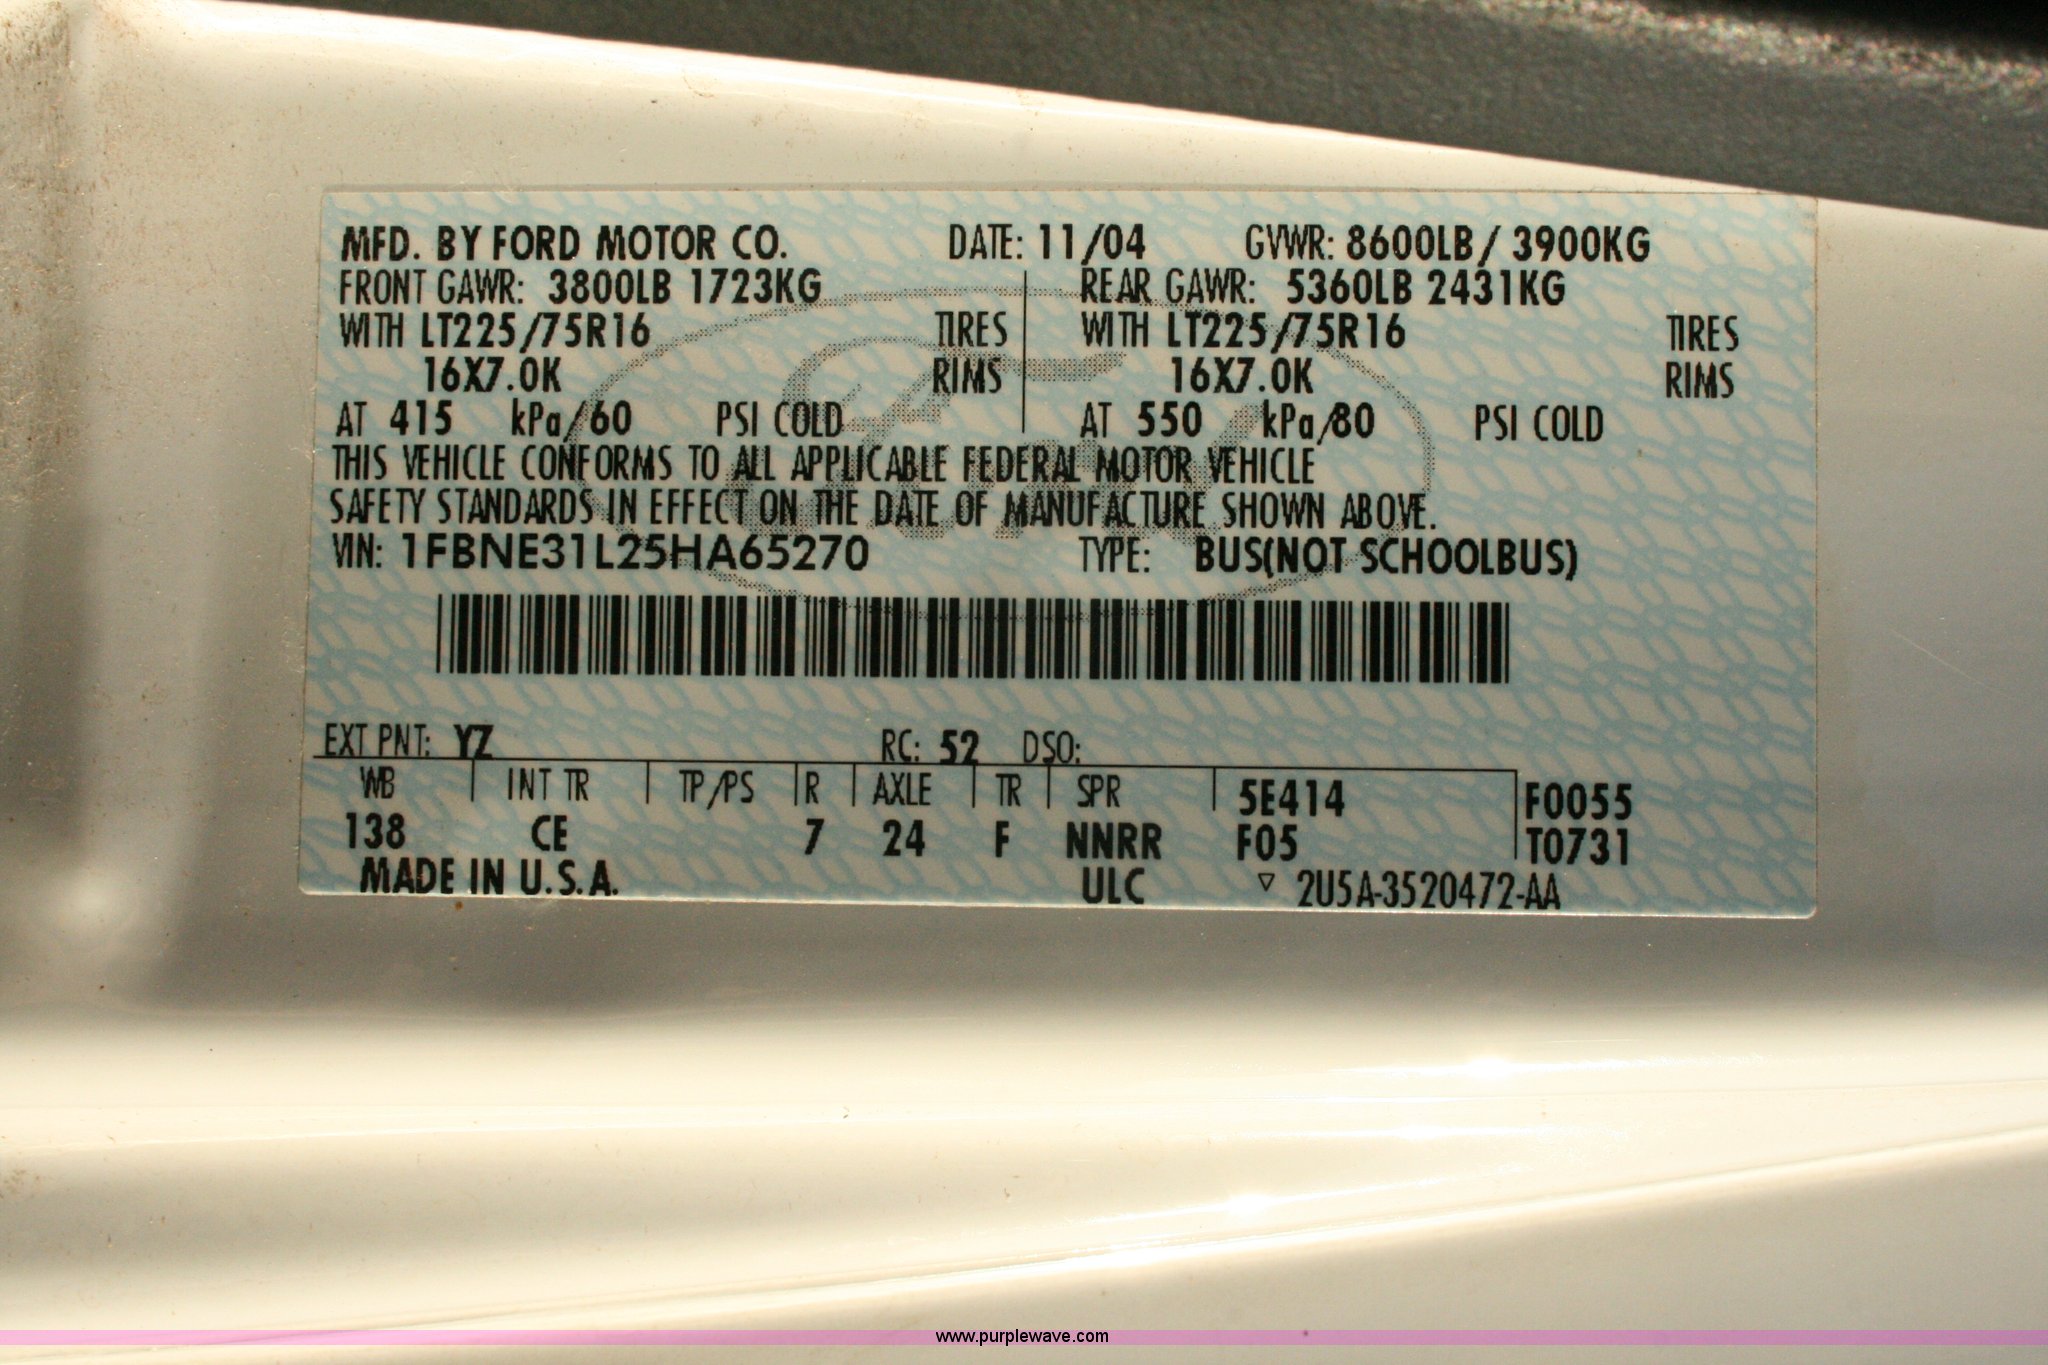 MFD. BY FORD MOTOR CO. DATE: 11/04 GVWR: 8600LB/ 3900KG
FRONT GAWR: 3800LB 1723KG REAR GAWR: 5360LB 2431KG
WITH LT225/75R16 TIRES WITH LT225/75R16 TIRES
16X7.0K RIMS 16X7.0K RIMS
AT 415 kPa/60 PSI COLD AT 550 kPa/80 PSI COLD
THIS VEHICLE CONFORMS TO ALL APPLICABLE FEDERAL MOTOR VEHICLE
SAFETY STANDARDS IN EFFECT ON THE DATE OF MANUFACTURE SHOWN ABOVE.
VIN: 1FBNE31L25HA65270 TYPE: BUS(NOT SCHOOLBUS)
EXT PNT: YZ RC: 52 DSO:
WB INT TR TP/PS R AXLE TR SPR 5E414 F0055
138 CE 7 24 F NNRR F05 T0731
MADE IN U.S.A. ULC ▽ 2U5A-3520472-AA
www.purplewave.com